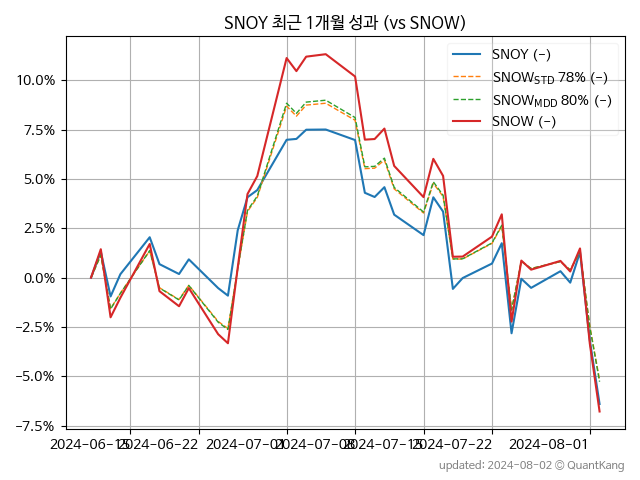 SNOY 최근 1개월 성과 (vs SNOW)
SNOY (-)
SNOW_STD 78% (-)
SNOW_MDD 80% (-)
SNOW (-)
10.0%
7.5%
5.0%
2.5%
0.0%
-2.5%
-5.0%
-7.5%
2024-06-15 2024-06-22 2024-07-01 2024-07-08 2024-07-15 2024-07-22 2024-08-01
updated: 2024-08-02 © QuantKang